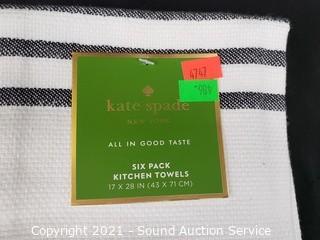 4747
kate spade
NEW YORK
ALL IN GOOD TASTE
SIX PACK
KITCHEN TOWELS
17 X 28 IN (43 X 71 CM)
Copyright 2021 - Sound Auction Service